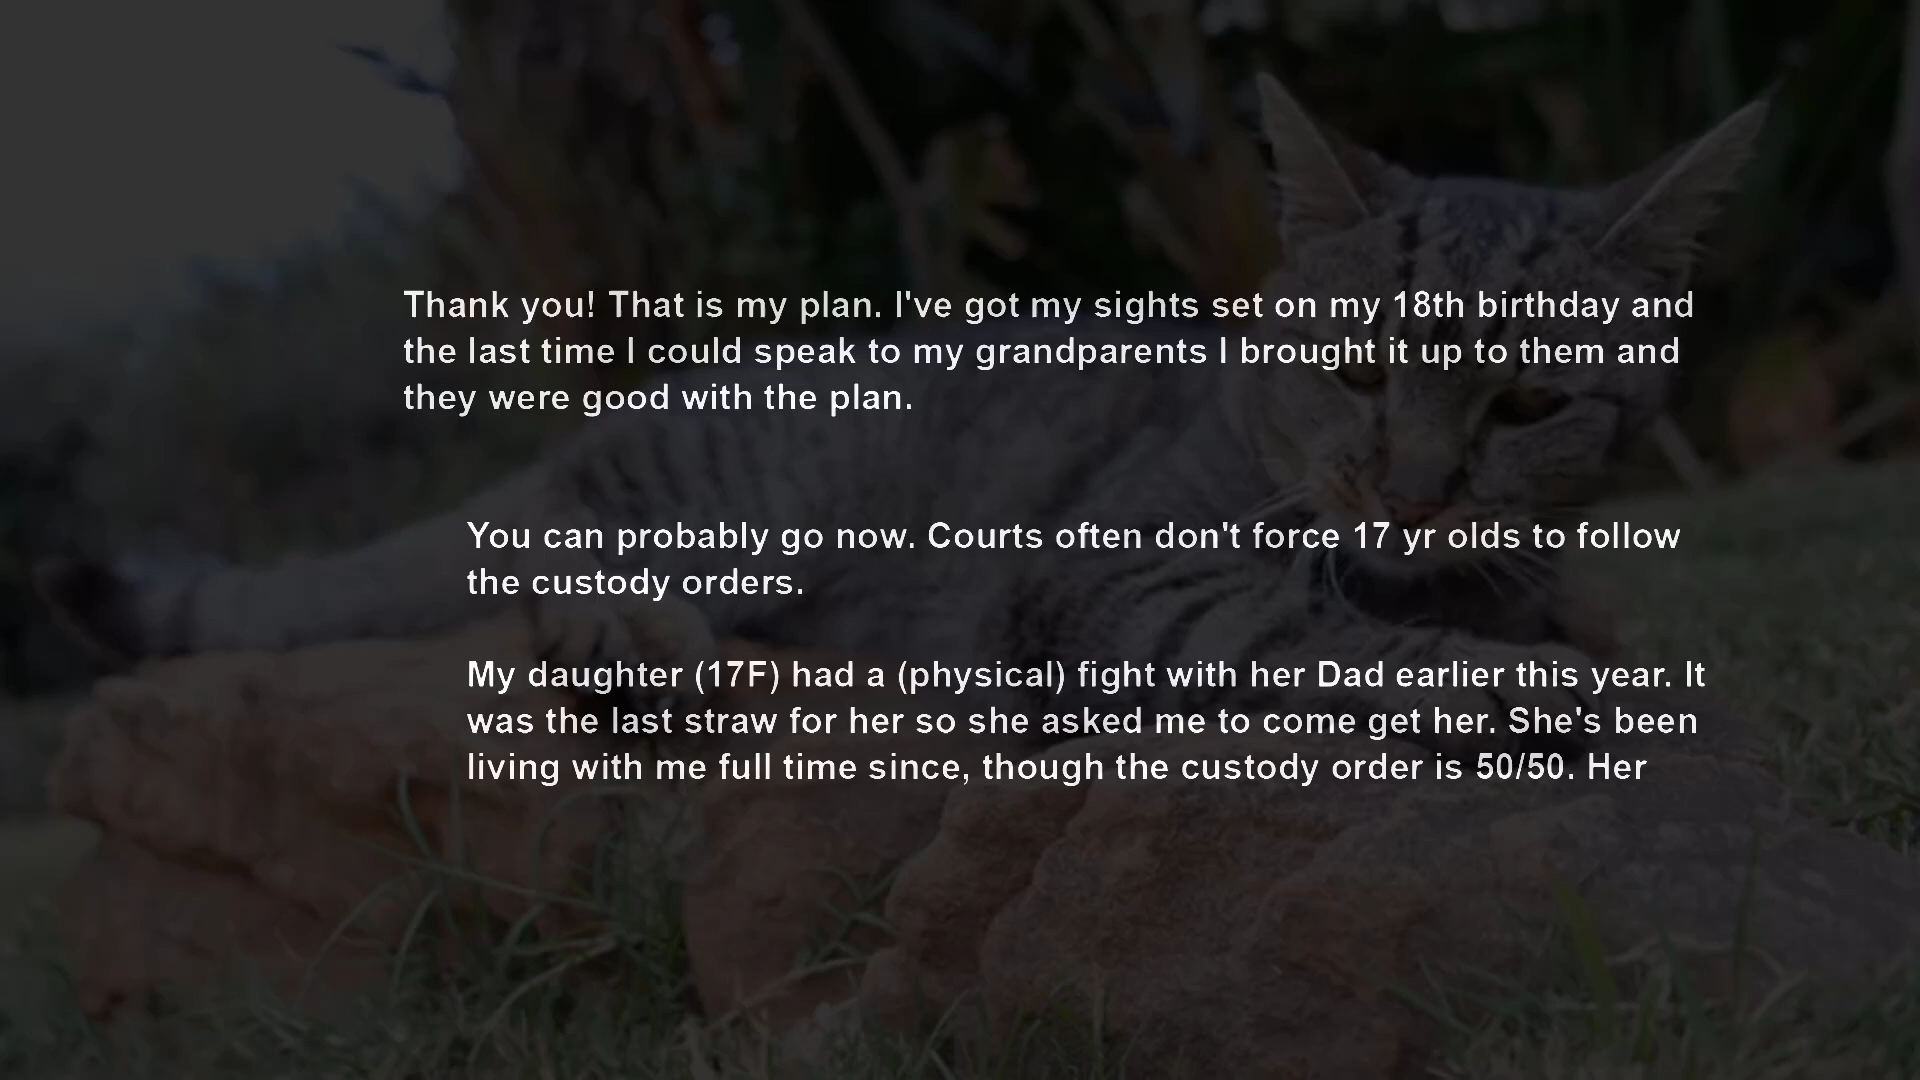 Thank you! That is my plan. I've got my sights set on my 18th birthday and
the last time I could speak to my grandparents I brought it up to them and
they were good with the plan.
You can probably go now. Courts often don't force 17 yr olds to follow
the custody orders.
My daughter (17F) had a (physical) fight with her Dad earlier this year. It
was the last straw for her so she asked me to come get her. She's been
living with me full time since, though the custody order is 50/50. Her